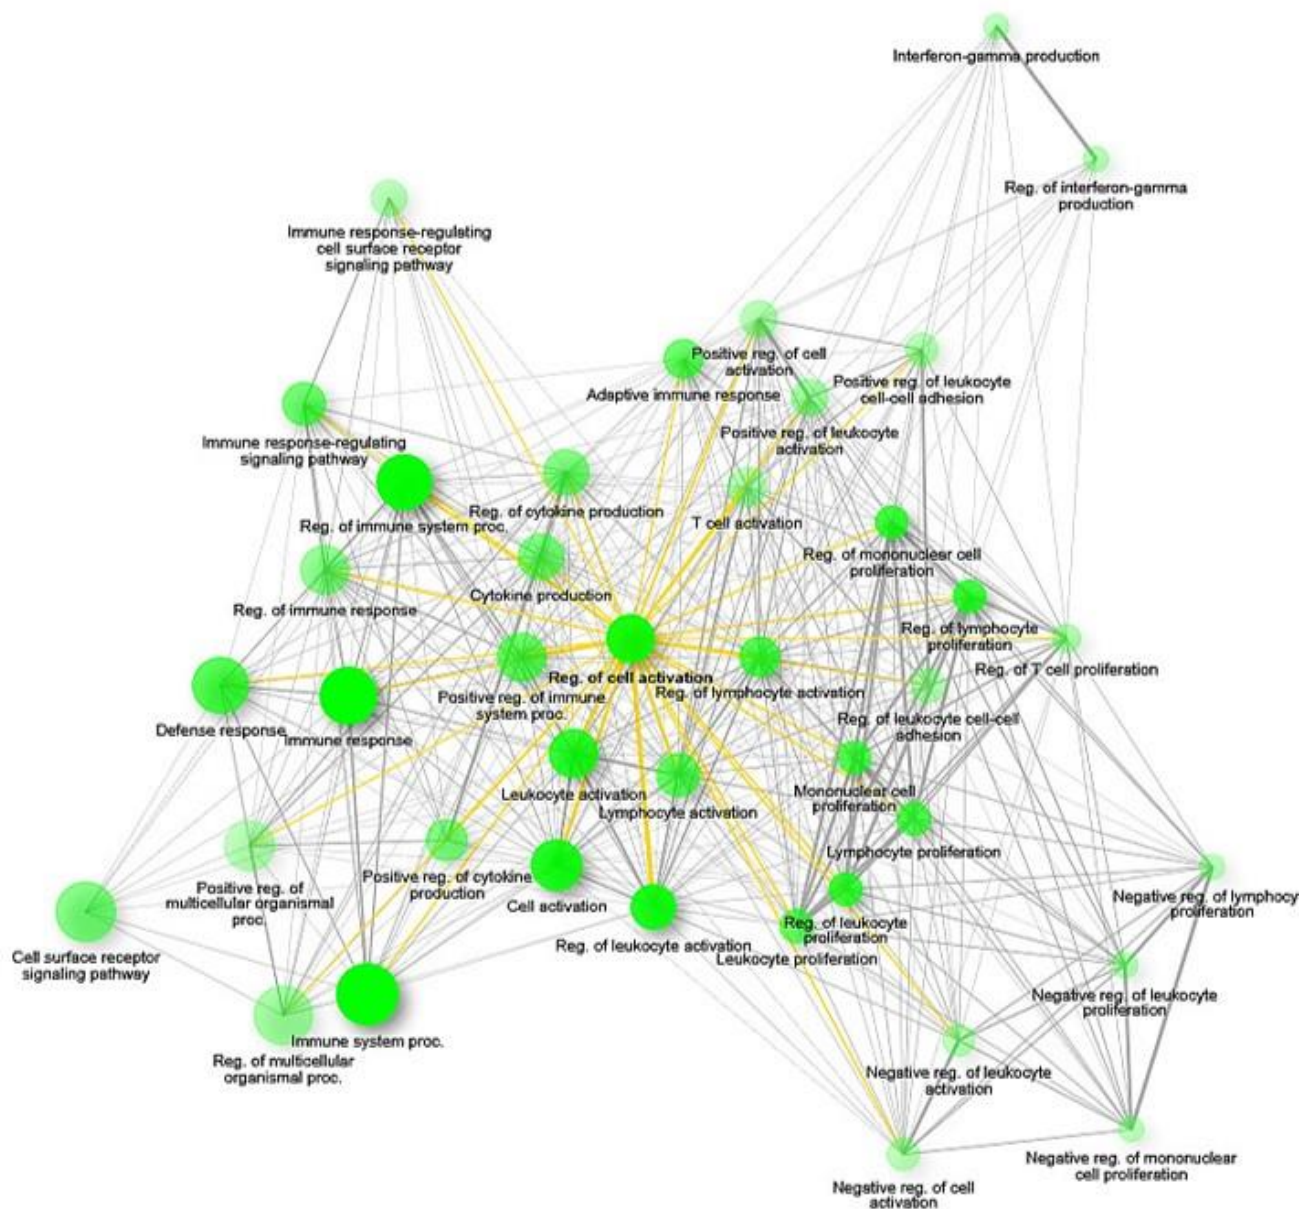 Interferon-gamma production
Reg. of interferon-gamma
production
Immune response-regulating
cell surface receptor
signaling pathway
Positive reg. of cell
activation
Adaptive immune response
Positive reg. of leukocyte
cell-cell adhesion
Immune response-regulating
signaling pathway
Positive reg. of leukocyte
activation
Reg. of immune system proc.
Reg. of cytokine production
T cell activation
Reg. of mononuclear cell
proliferation
Reg. of immune response
Cytokine production
Reg. of lymphocyte
proliferation
Reg. of T cell proliferation
Reg. of cell activation
Reg. of lymphocyte activation
Positive reg. of immune
system proc.
Reg. of leukocyte cell-cell
adhesion
Defense response
Immune response
Leukocyte activation
Lymphocyte activation
Mononuclear cell
proliferation
Lymphocyte proliferation
Positive reg. of
multicellular organismal
proc.
Positive reg. of cytokine
production
Cell activation
Negative reg. of lymphocy
proliferation
Reg. of leukocyte
proliferation
Reg. of leukocyte activation
Leukocyte proliferation
Cell surface receptor
signaling pathway
Negative reg. of leukocyte
proliferation
Immune system proc.
Reg. of multicellular
organismal proc.
Negative reg. of leukocyte
activation
Negative reg. of mononuclear
cell proliferation
Negative reg. of cell
activation